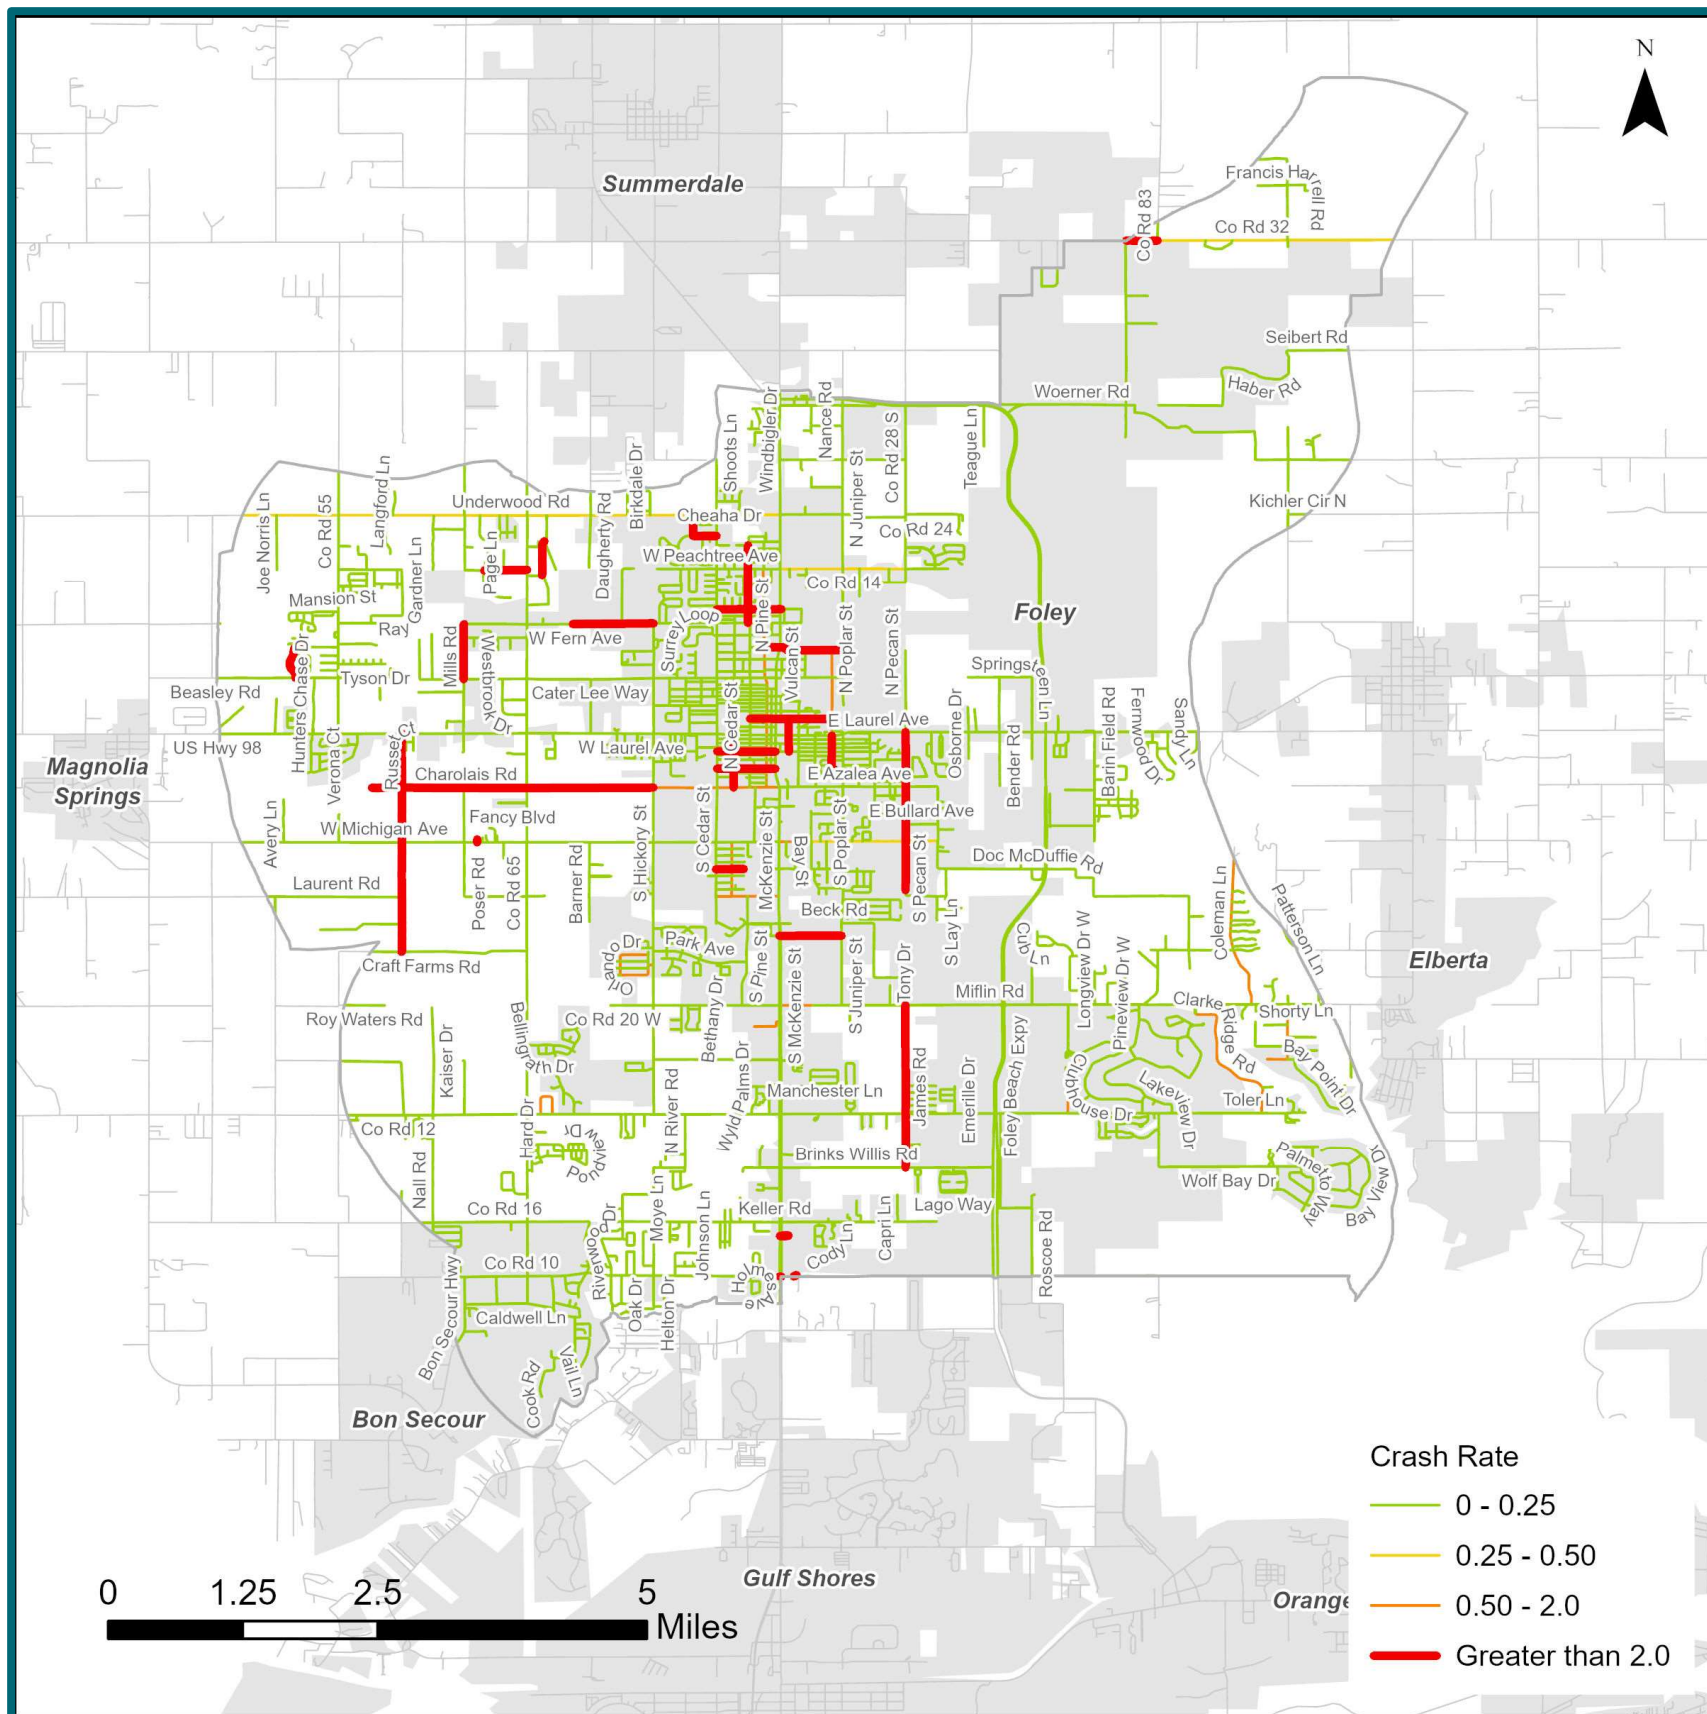 N
Summerdale
Francis Harrell Rd
Co Rd 83
Co Rd 32
Seibert Rd
Haber Rd
Woerner Rd
Nance Rd
Windbigler Dr
Shoots Ln
Co Rd 28 S
Teague Ln
Birkdale Dr
Langford Ln
Underwood Rd
Kichler Cir N
Joe Norris Ln
Co Rd 55
Daugherty Rd
Cheaha Dr
N Juniper St
Co Rd 24
Page Ln
W Peachtree Ave
Gardner Ln
Co Rd 14
Mansion St
N Pine St
Foley
Ray
W Fern Ave
Surrey Loop
N Poplar St
N Pecan St
Hunters Chase Dr
Mills Rd
Westbrook Dr
Vulcan St
Springsteen Ln
Tyson Dr
Beasley Rd
Cater Lee Way
N Cedar St
Osborne Dr
Barin Field Rd
Fernwood Dr
Sandy Ln
E Laurel Ave
US Hwy 98
Verona Ct
Russet Ct
W Laurel Ave
Bender Rd
Magnolia
Springs
Charolais Rd
E Azalea Ave
Avery Ln
W Michigan Ave
Fancy Blvd
S Hickory St
S Cedar St
McKenzie St
Bay St
S Poplar St
E Bullard Ave
Laurent Rd
Poser Rd
Co Rd 65
Barner Rd
S Pecan St
Doc McDuffie Rd
Coleman Ln
Patterson Ln
Beck Rd
S Lay Ln
Orlando Dr
Park Ave
Craft Farms Rd
Cub Ln
Longview Dr W
Pineview Dr W
Elberta
S Pine St
S McKenzie St
S Juniper St
Tony Dr
Miflin Rd
Clarke Ridge Rd
Shorty Ln
Roy Waters Rd
Kaiser Dr
Bellingrath Dr
Co Rd 20 W
Bethany Dr
Bay Point Dr
Manchester Ln
James Rd
Emerille Dr
Foley Beach Expy
Clubhouse Dr
Lakeview Dr
Toler Ln
Co Rd 12
Hard Dr
Pondview Dr
N River Rd
Wyld Palms Dr
Brinks Willis Rd
Palmetto Way
Bay View Dr
Wolf Bay Dr
Nall Rd
Co Rd 16
Moye Ln
Johnson Ln
Keller Rd
Capri Ln
Lago Way
Roscoe Rd
Cody Ln
Co Rd 10
Riverwood Dr
Holmes Ave
Bon Secour Hwy
Caldwell Ln
Oak Dr
Helton Dr
Cook Rd
Vail Ln
Bon Secour
Gulf Shores
Orange
Crash Rate
0 - 0.25
0.25 - 0.50
0.50 - 2.0
Greater than 2.0
0 1.25 2.5 5
Miles